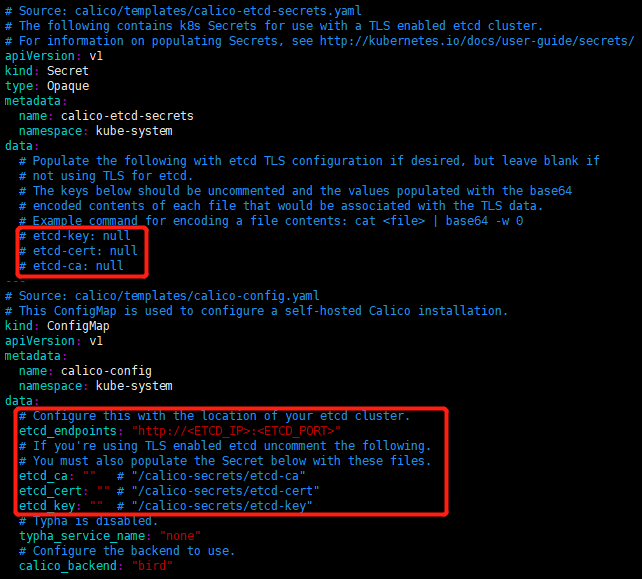 # Source: calico/templates/calico-etcd-secrets.yaml
# The following contains k8s Secrets for use with a TLS enabled etcd cluster.
# For information on populating Secrets, see http://kubernetes.io/docs/user-guide/secrets/
apiVersion: v1
kind: Secret
type: Opaque
metadata:
  name: calico-etcd-secrets
  namespace: kube-system
data:
  # Populate the following with etcd TLS configuration if desired, but leave blank if
  # not using TLS for etcd.
  # The keys below should be uncommented and the values populated with the base64
  # encoded contents of each file that would be associated with the TLS data.
  # Example command for encoding a file contents: cat <file> | base64 -w 0
  # etcd-key: null
  # etcd-cert: null
  # etcd-ca: null
---
# Source: calico/templates/calico-config.yaml
# This ConfigMap is used to configure a self-hosted Calico installation.
kind: ConfigMap
apiVersion: v1
metadata:
  name: calico-config
  namespace: kube-system
data:
  # Configure this with the location of your etcd cluster.
  etcd_endpoints: "http://<ETCD_IP>:<ETCD_PORT>"
  # If you're using TLS enabled etcd uncomment the following.
  # You must also populate the Secret below with these files.
  etcd_ca: ""   # "/calico-secrets/etcd-ca"
  etcd_cert: "" # "/calico-secrets/etcd-cert"
  etcd_key: ""  # "/calico-secrets/etcd-key"
  # Typha is disabled.
  typha_service_name: "none"
  # Configure the backend to use.
  calico_backend: "bird"